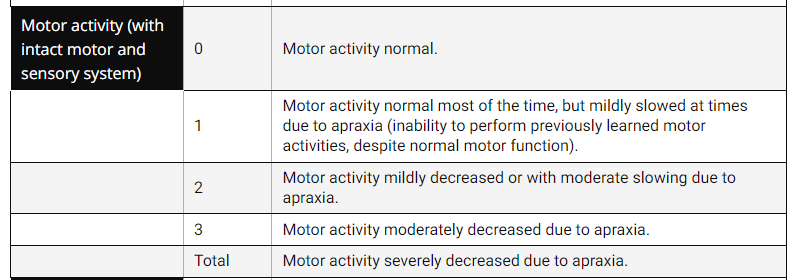 Motor activity (with
intact motor and
sensory system)
0
Motor activity normal.
1
Motor activity normal most of the time, but mildly slowed at times
due to apraxia (inability to perform previously learned motor
activities, despite normal motor function).
2
Motor activity mildly decreased or with moderate slowing due to
apraxia.
3
Motor activity moderately decreased due to apraxia.
Total
Motor activity severely decreased due to apraxia.